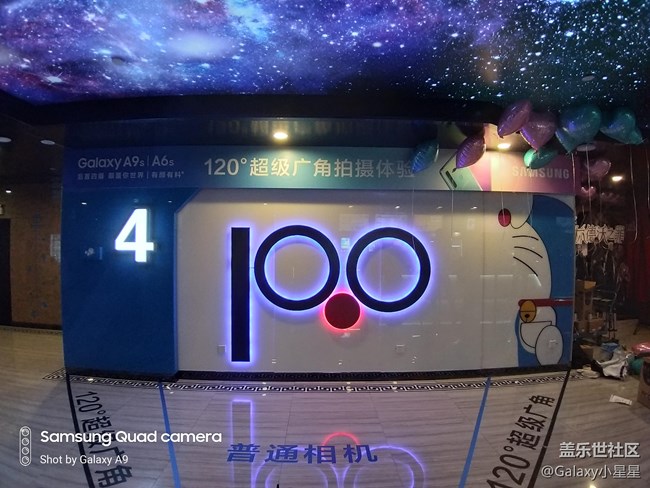 Galaxy A9s | A6s
120°超级广角拍摄体验
SAMSUNG
4
100
120°超级广角
普通相机
120°超级广角
Samsung Quad camera
Shot by Galaxy A9
盖乐世社区
@Galaxy小星星